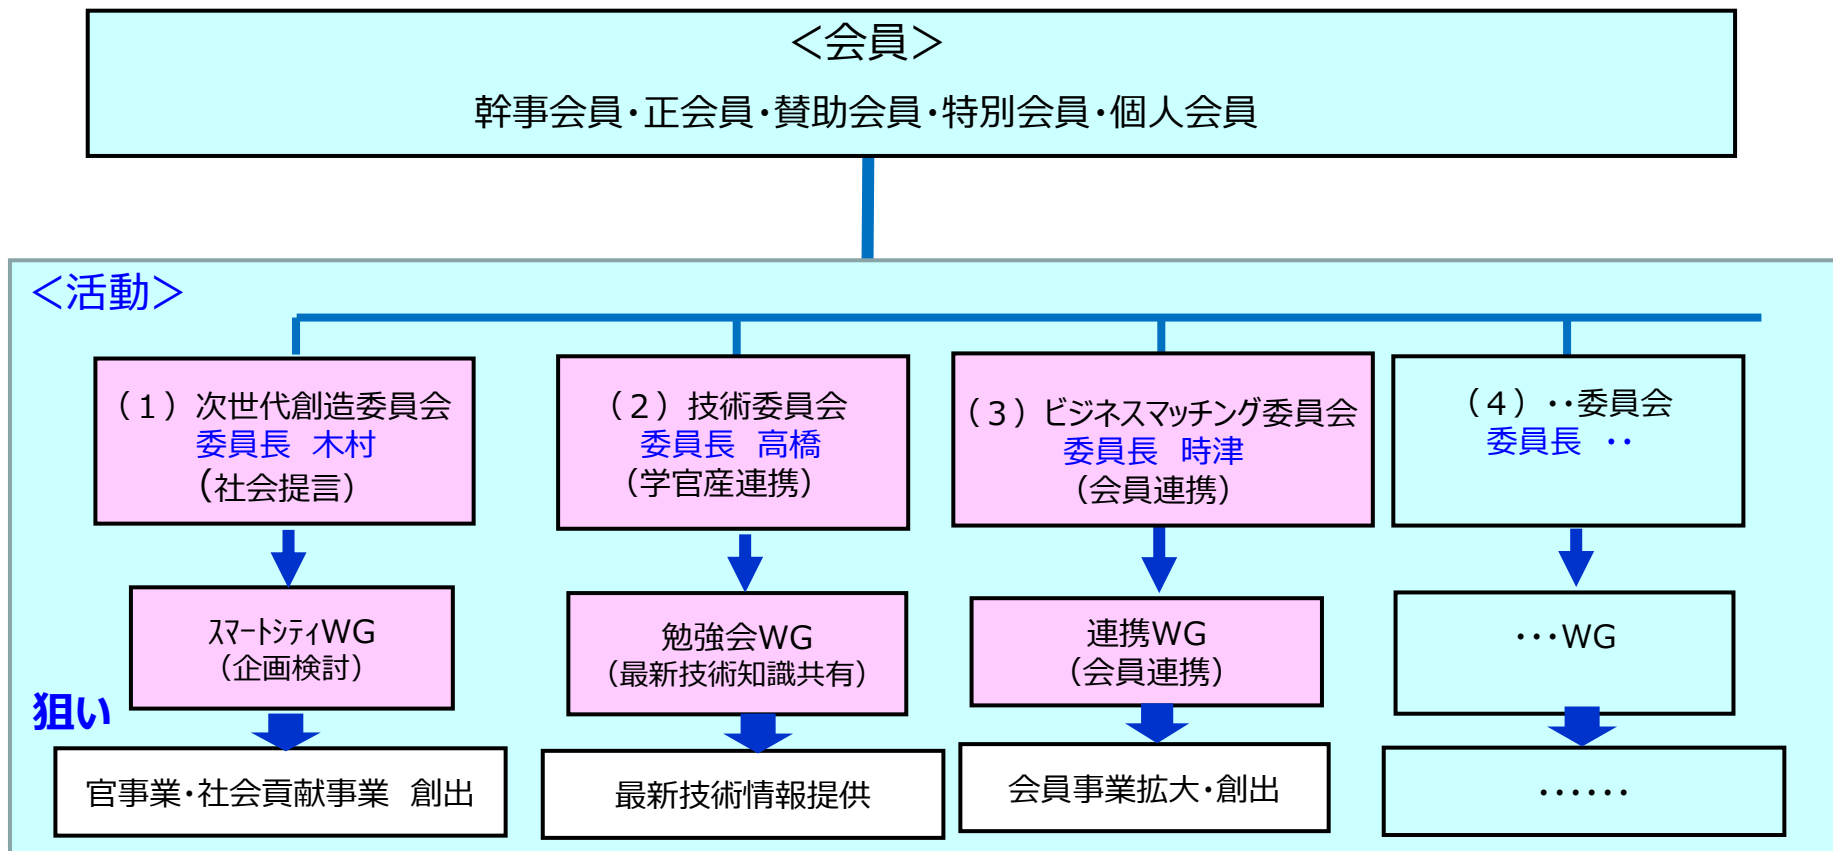 ＜会員＞
幹事会員・正会員・賛助会員・特別会員・個人会員
＜活動＞
（１）次世代創造委員会
委員長　木村
（社会提言）
（２）技術委員会
委員長　高橋
（学官産連携）
（３）ビジネスマッチング委員会
委員長　時津
（会員連携）
（４）・・委員会
委員長　・・
ｽﾏｰﾄｼﾃｨWG
（企画検討）
勉強会WG
（最新技術知識共有）
連携WG
（会員連携）
・・・WG
狙い
官事業・社会貢献事業　創出
最新技術情報提供
会員事業拡大・創出
・・・・・・